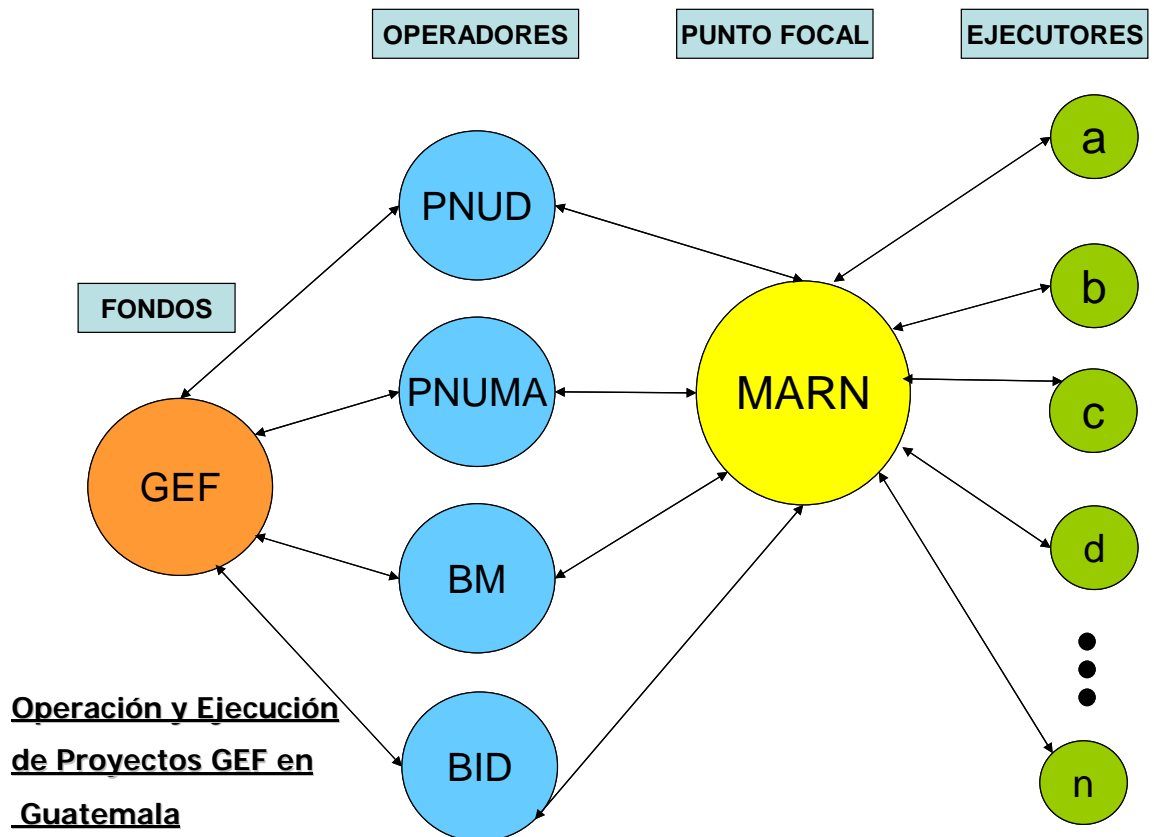 OPERADORES
PUNTO FOCAL
EJECUTORES
a
PNUD
b
FONDOS
PNUMA
MARN
c
GEF
d
BM
Operación y Ejecución
de Proyectos GEF en
Guatemala
BID
n